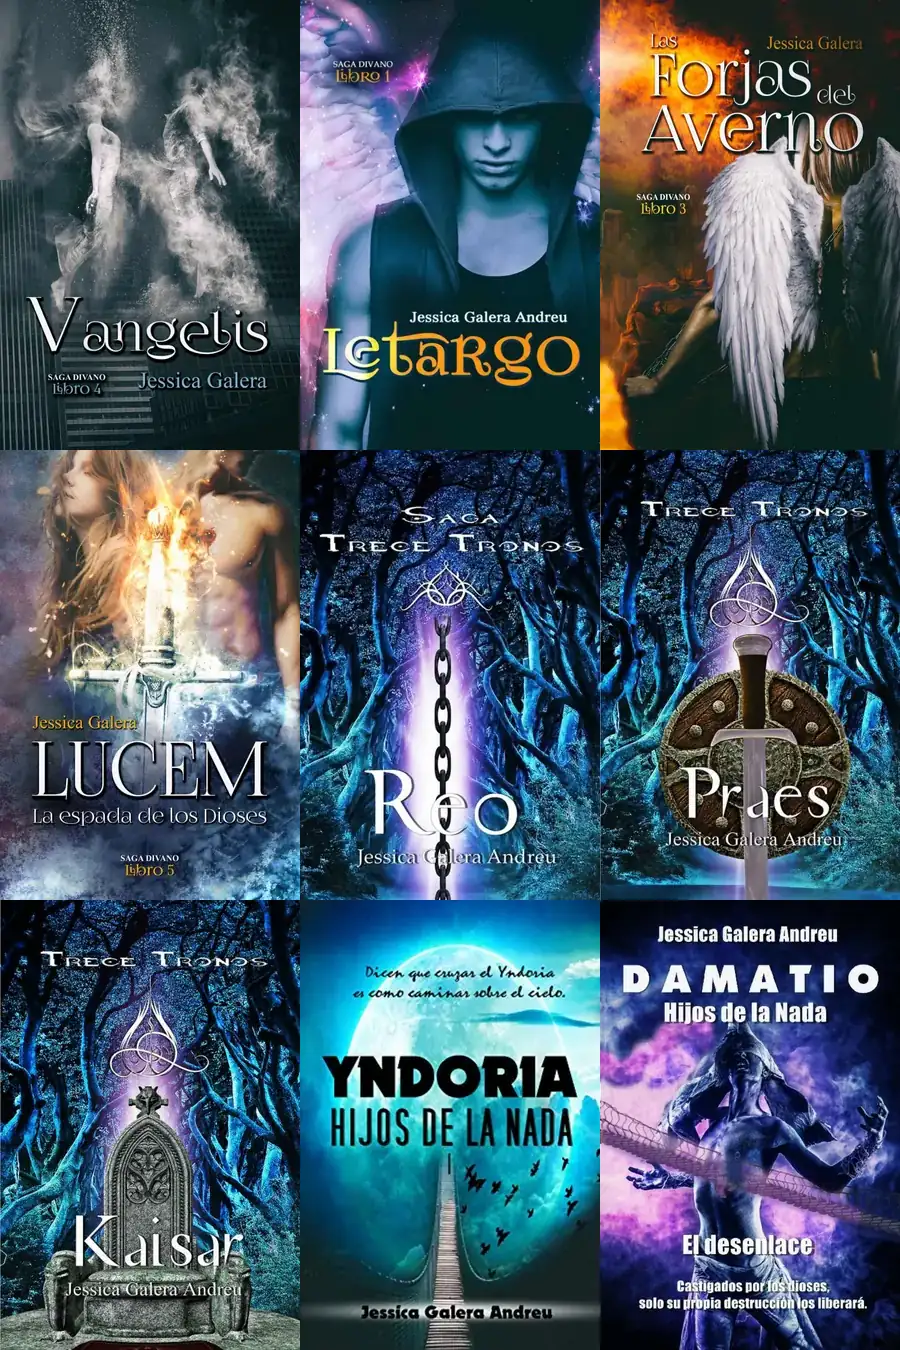 Vangelis
SAGA DIVANO
Libro 4
Jessica Galera
SAGA DIVANO
Libro 1
Jessica Galera Andreu
Letargo
Las
Jessica Galera
Forjas
del
Averno
SAGA DIVANO
Libro 3
Jessica Galera
LUCEM
La espada de los Dioses
SAGA DIVANO
Libro 5
Saga
Trece Tronos
Reo
Jessica Galera Andreu
Trece Tronos
Praes
Jessica Galera Andreu
Trece Tronos
Kaisar
Jessica Galera Andreu
Dicen que cruzar el Yndoria
es como caminar sobre el cielo.
YNDORIA
HIJOS DE LA NADA
I
Jessica Galera Andreu
Jessica Galera Andreu
DAMATIO
Hijos de la Nada
El desenlace
Castigados por los dioses,
solo su propia destrucción los liberará.